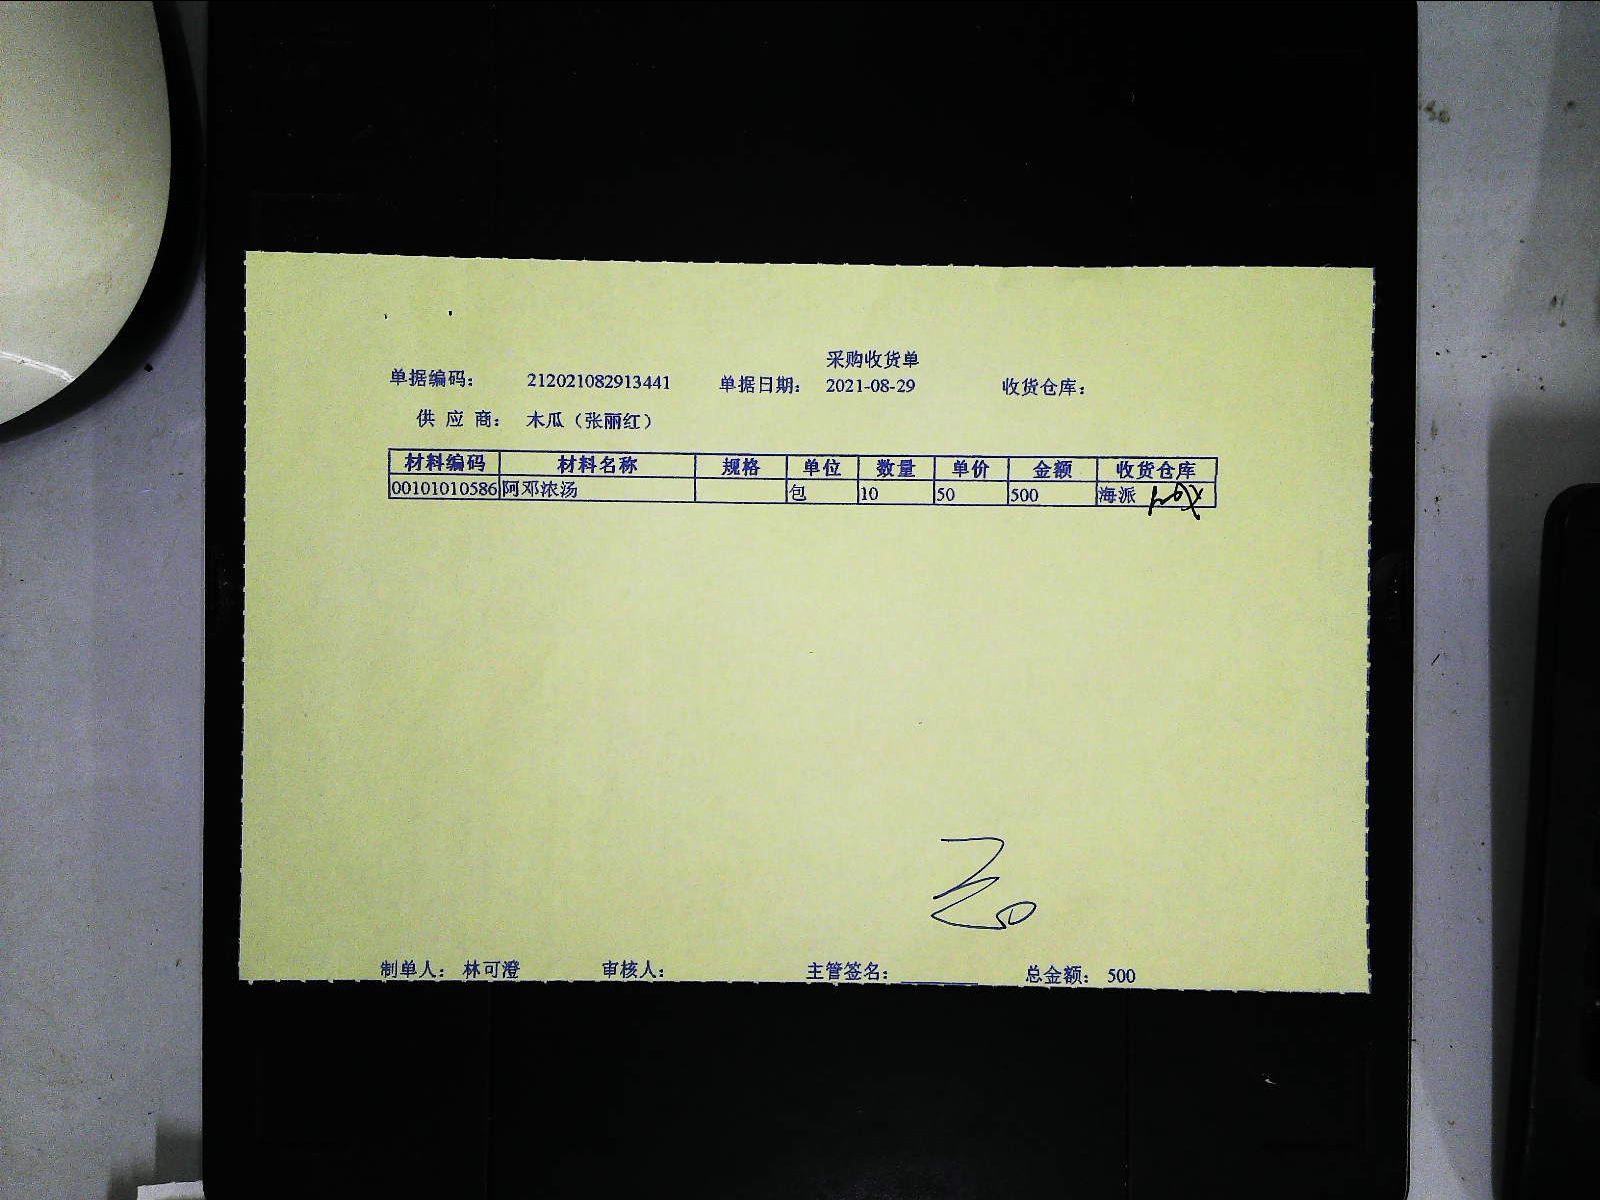 采购收货单
单据编码： 212021082913441 单据日期： 2021-08-29 收货仓库：
供 应 商： 木瓜（张丽红）
材料编码 材料名称 规格 单位 数量 单价 金额 收货仓库
00101010586 阿邓浓汤 包 10 50 500 海派
制单人： 林可澄 审核人： 主管签名： 总金额： 500